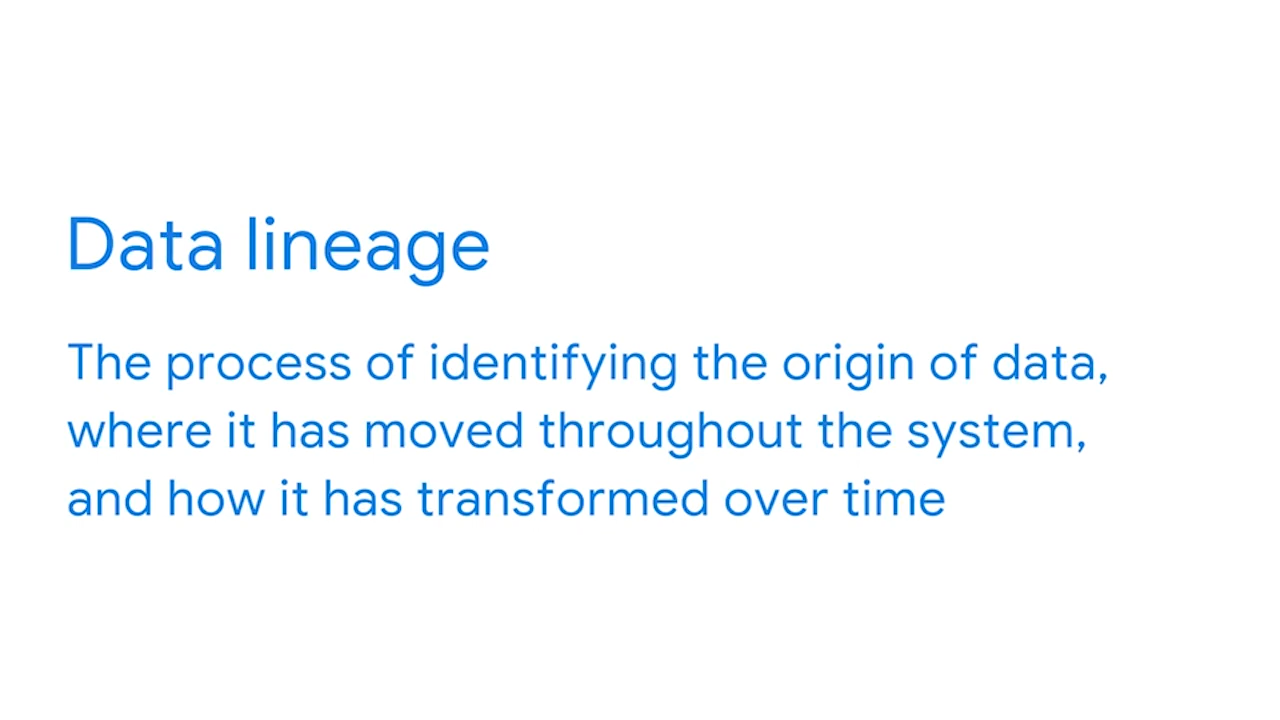 Data lineage
The process of identifying the origin of data,
where it has moved throughout the system,
and how it has transformed over time